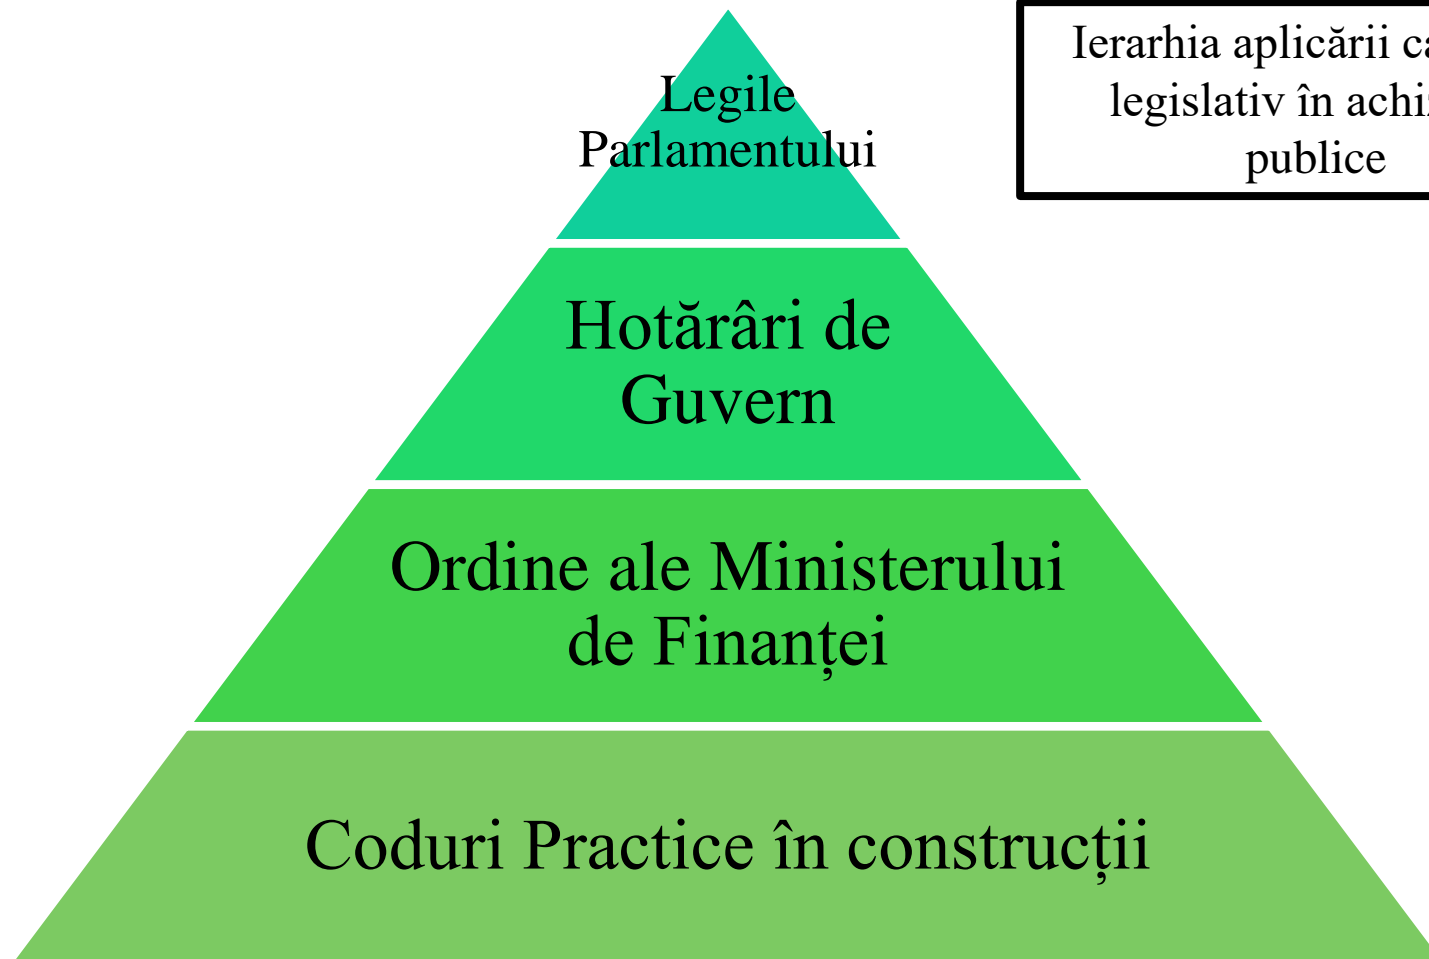 Legile
Parlamentului
Ierarhia aplicării
legislativ în
publice
Hotărâri de
Guvern
Ordine ale Ministerului
de Finanței
Coduri Practice în construcții